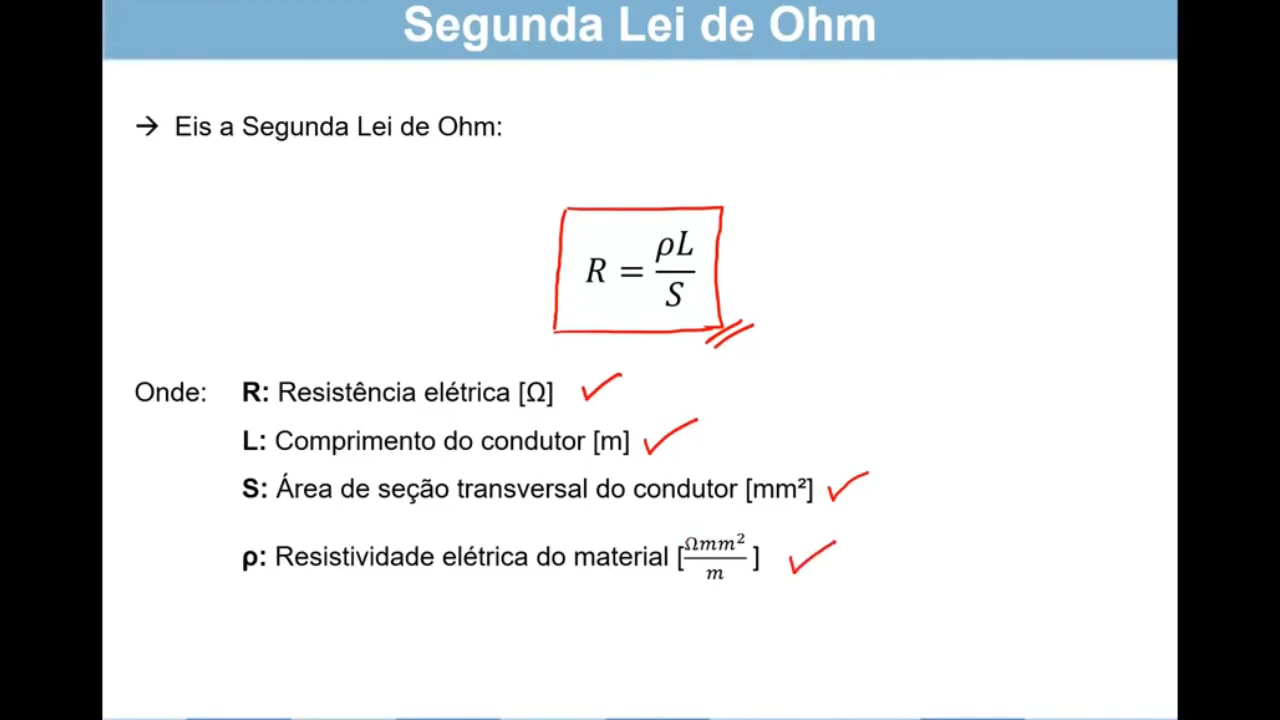 Segunda Lei de Ohm
→ Eis a Segunda Lei de Ohm:
R = ρL/S
Onde: R: Resistência elétrica [Ω]
L: Comprimento do condutor [m]
S: Área de seção transversal do condutor [mm²]
ρ: Resistividade elétrica do material [Ωmm²/m]